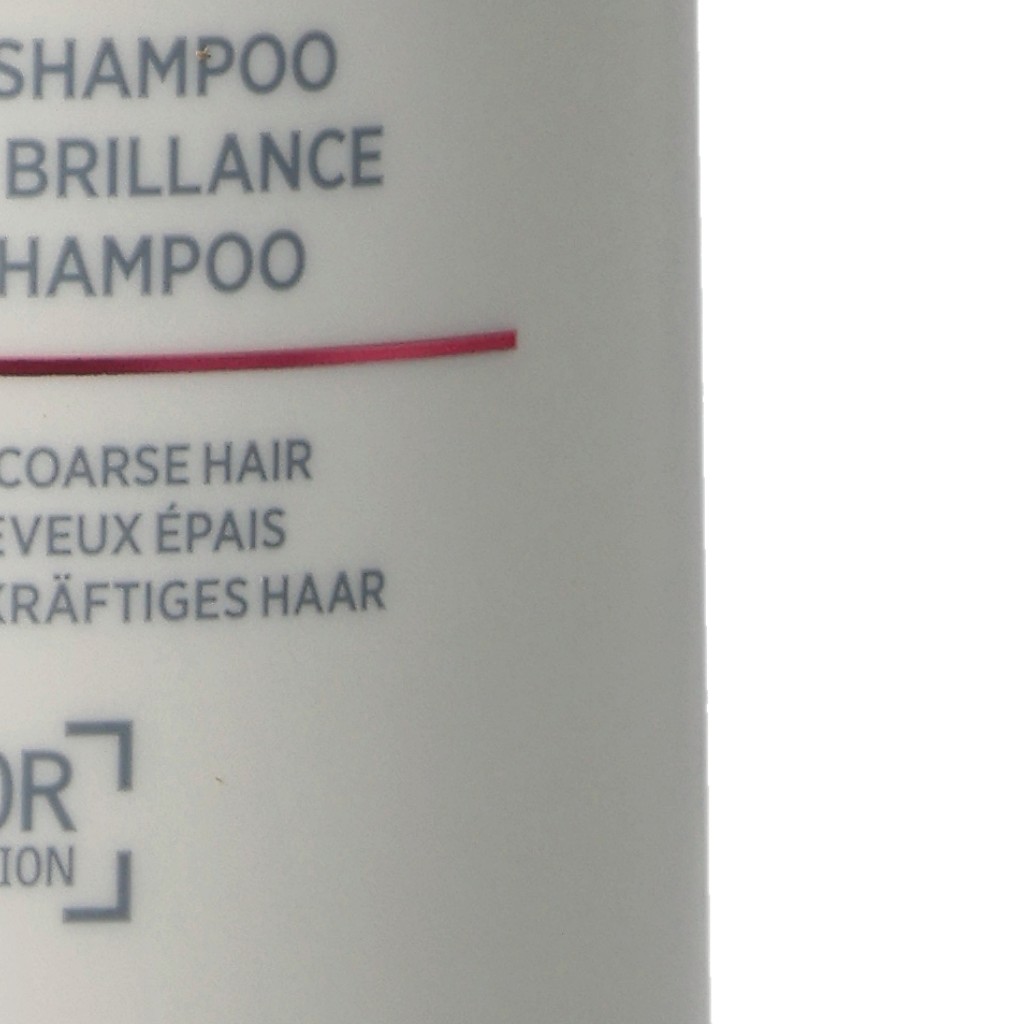 SHAMPOO
BRILLANCE
HAMPOO
COARSE HAIR
EVEUX ÉPAIS
KRÄFTIGES HAAR
OR
ION